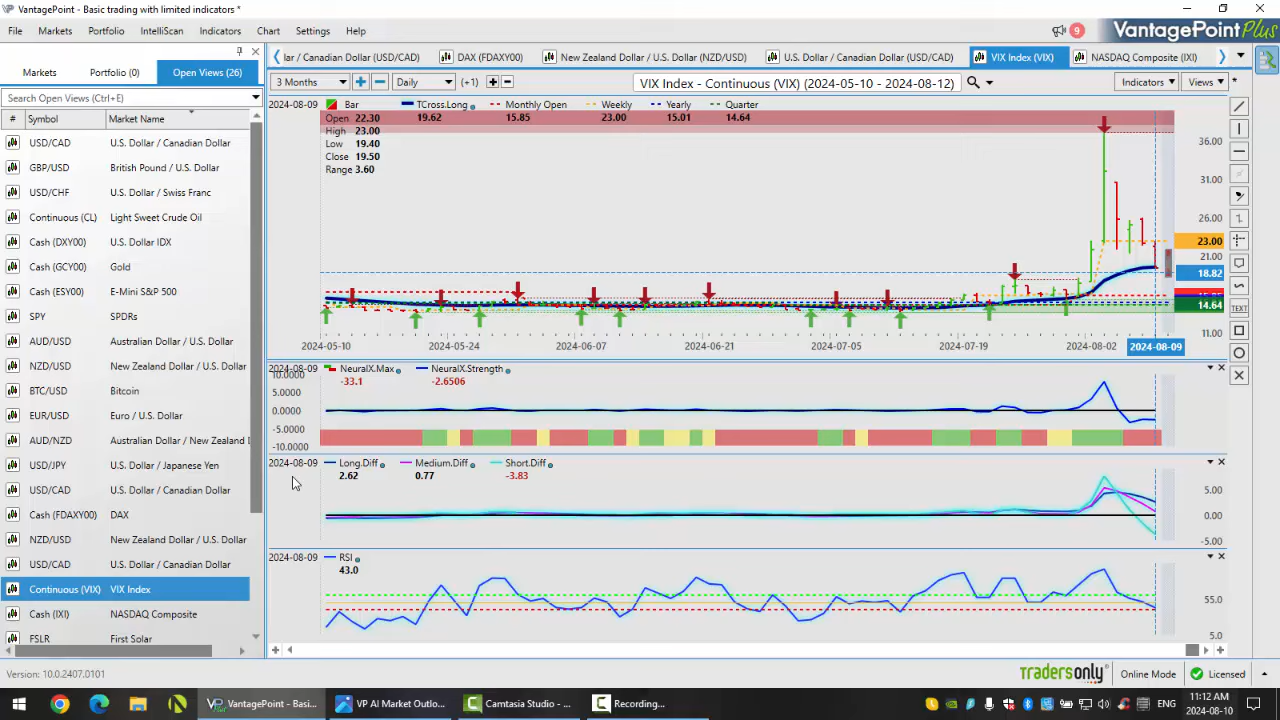 VantagePoint - Basic trading with limited indicators *
File Markets Portfolio IntelliScan Indicators Chart Settings Help
9
VantagePoint Plus
Markets Portfolio (0) Open Views (26)
lar / Canadian Dollar (USD/CAD) DAX (FDAXY00) New Zealand Dollar / U.S. Dollar (NZD/USD) U.S. Dollar / Canadian Dollar (USD/CAD) VIX Index (VIX) NASDAQ Composite (IXI)
3 Months Daily (+1) VIX Index - Continuous (VIX) (2024-05-10 - 2024-08-12) Indicators Views
Search Open Views (Ctrl+E)
# Symbol Market Name
USD/CAD U.S. Dollar / Canadian Dollar
GBP/USD British Pound / U.S. Dollar
USD/CHF U.S. Dollar / Swiss Franc
Continuous (CL) Light Sweet Crude Oil
Cash (DXY00) U.S. Dollar IDX
Cash (GCY00) Gold
Cash (ESY00) E-Mini S&P 500
SPY SPDRs
AUD/USD Australian Dollar / U.S. Dollar
NZD/USD New Zealand Dollar / U.S. Dollar
BTC/USD Bitcoin
EUR/USD Euro / U.S. Dollar
AUD/NZD Australian Dollar / New Zealand
USD/JPY U.S. Dollar / Japanese Yen
USD/CAD U.S. Dollar / Canadian Dollar
Cash (FDAXY00) DAX
NZD/USD New Zealand Dollar / U.S. Dollar
USD/CAD U.S. Dollar / Canadian Dollar
Continuous (VIX) VIX Index
Cash (IXI) NASDAQ Composite
FSLR First Solar
2024-08-09 Bar TCross.Long Monthly Open Weekly Yearly Quarter
Open 22.30 19.62 15.85 23.00 15.01 14.64
High 23.00
Low 19.40
Close 19.50
Range 3.60
36.00
31.00
26.00
23.00
21.00
18.82
14.64
11.00
2024-05-10 2024-05-24 2024-06-07 2024-06-21 2024-07-05 2024-07-19 2024-08-02 2024-08-09
2024-08-09 NeuralX.Max NeuralX.Strength
-33.1 -2.6506
10.0000
5.0000
0.0000
-5.0000
-10.0000
2024-08-09 Long.Diff Medium.Diff Short.Diff
2.62 0.77 -3.83
5.00
0.00
-5.00
2024-08-09 RSI
43.0
55.0
5.0
TEXT
Version: 10.0.2407.0101
tradersonly Online Mode Licensed
VantagePoint - Basi... VP AI Market Outlo... Camtasia Studio - ... Recording...
ENG
11:12 AM
2024-08-10